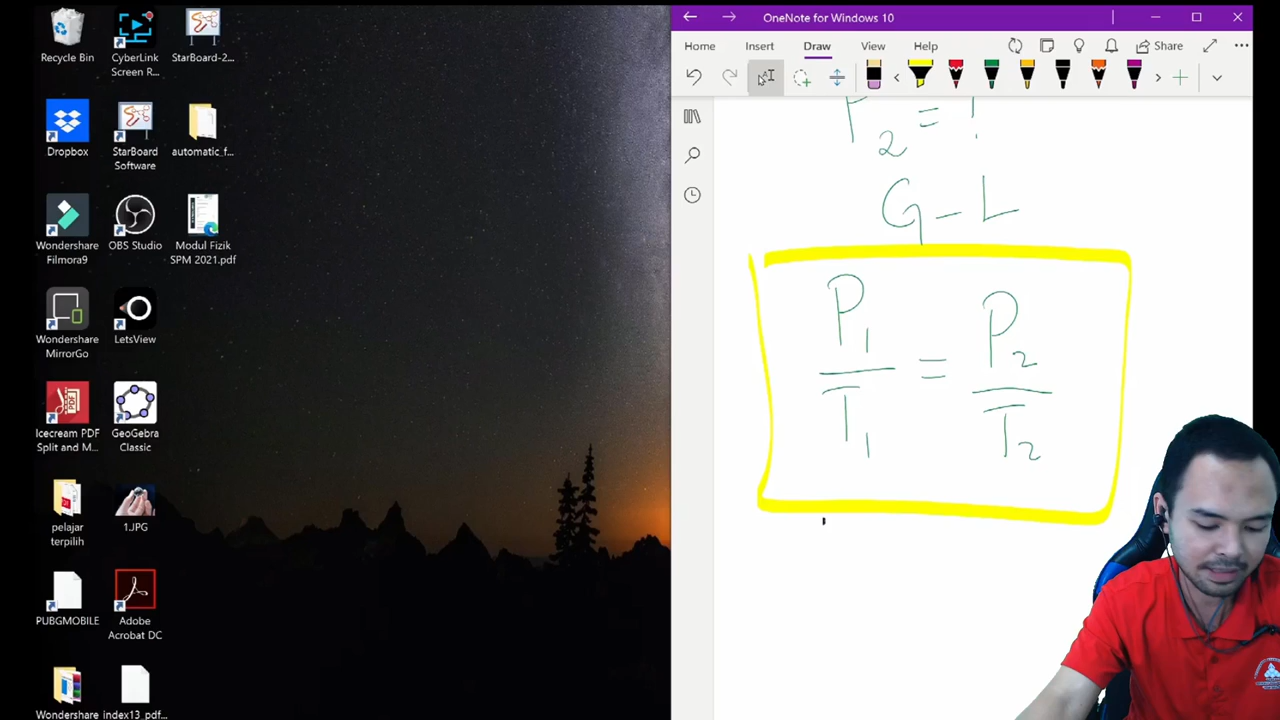 Recycle Bin
CyberLink
Screen R...
StarBoard-2...
Dropbox
StarBoard
Software
automatic_f...
Wondershare
Filmora9
OBS Studio
Modul Fizik
SPM 2021.pdf
Wondershare
MirrorGo
LetsView
Icecream PDF
Split and M...
GeoGebra
Classic
pelajar
terpilih
1.JPG
PUBGMOBILE
Adobe
Acrobat DC
Wondershare
index13_pdf...
OneNote for Windows 10
Home
Insert
Draw
View
Help
Share
P2 = ?
G-L
P1/T1 = P2/T2